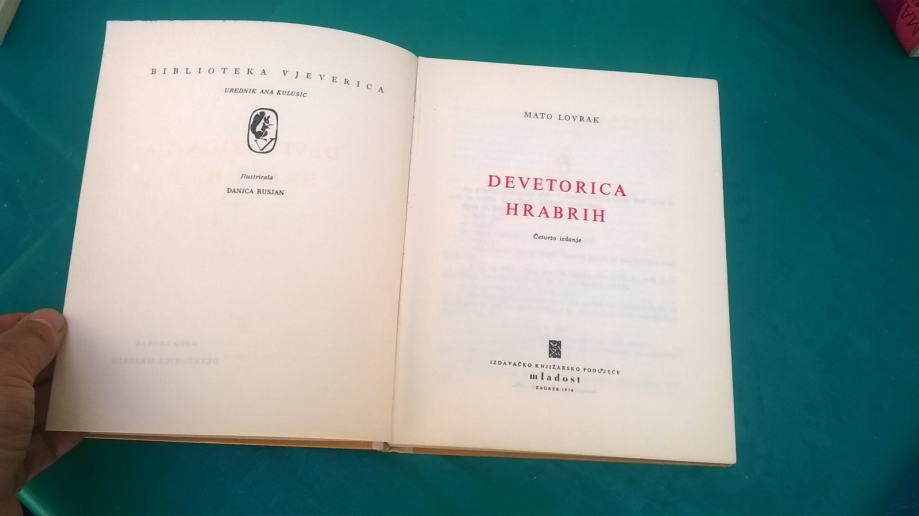 BIBLIOTEKA VJEVERICA
UREDNIK ANA KULUŠIĆ
Ilustrirala
DANICA RUSJAN
MATO LOVRAK
DEVETORICA
HRABRIH
Četvrto izdanje
IZDAVAČKO KNJIŽARSKO PODUZEĆE
mladost
ZAGREB 1976